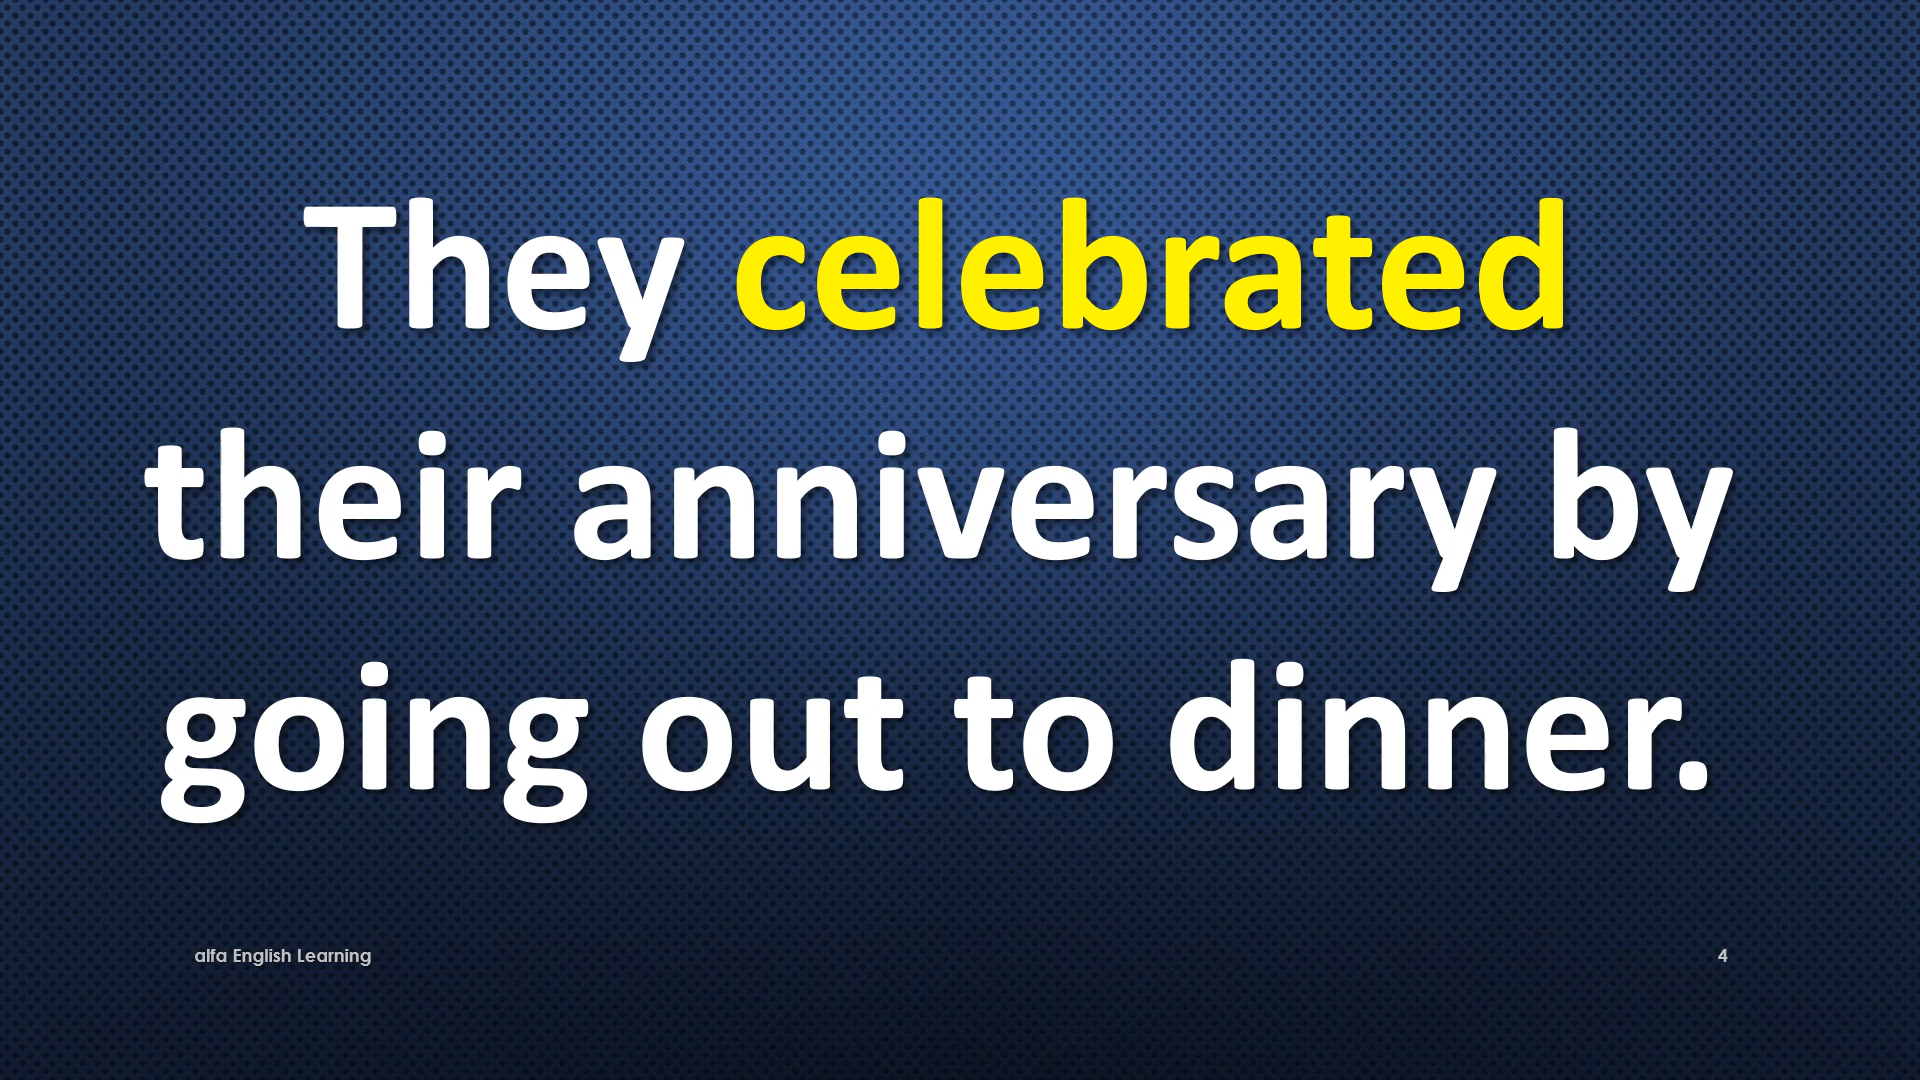 They celebrated
their anniversary by
going out to dinner.
alfa English Learning
4